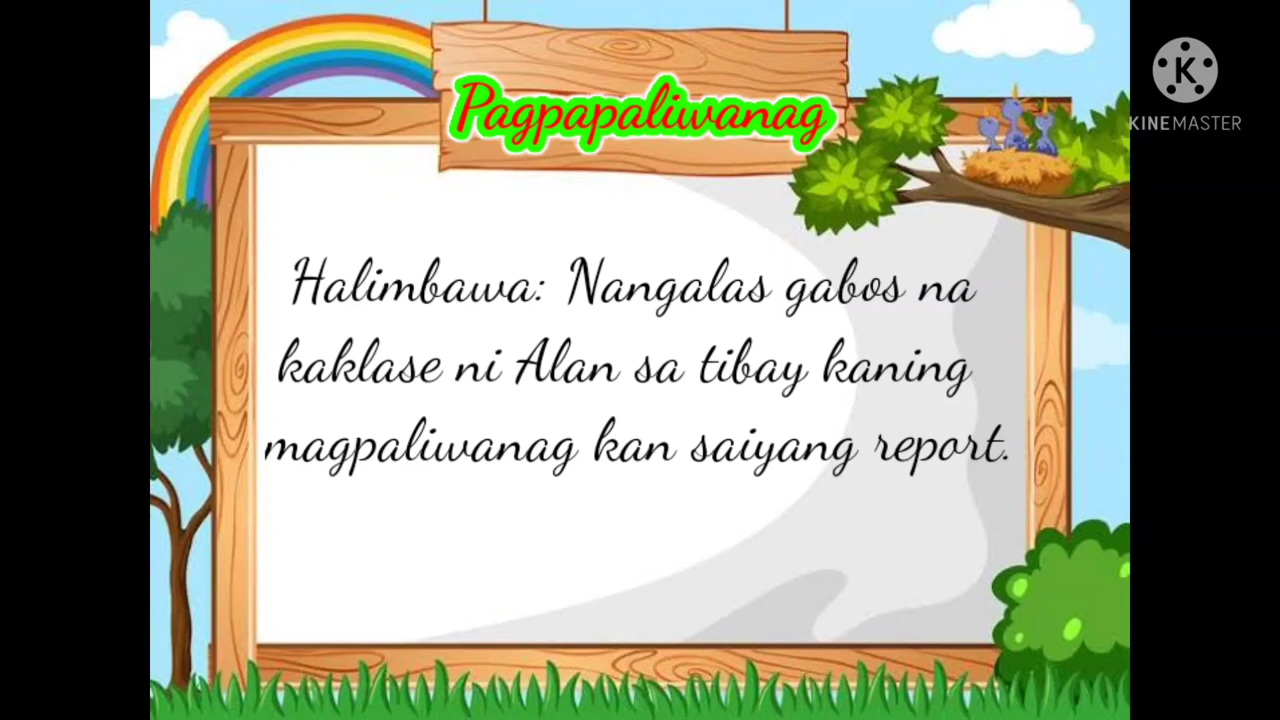 Pagpapaliwanag
KINEMASTER
Halimbawa: Nangalas gabos na
kaklase ni Alan sa tibay kaning
magpaliwanag kan saiyang report.